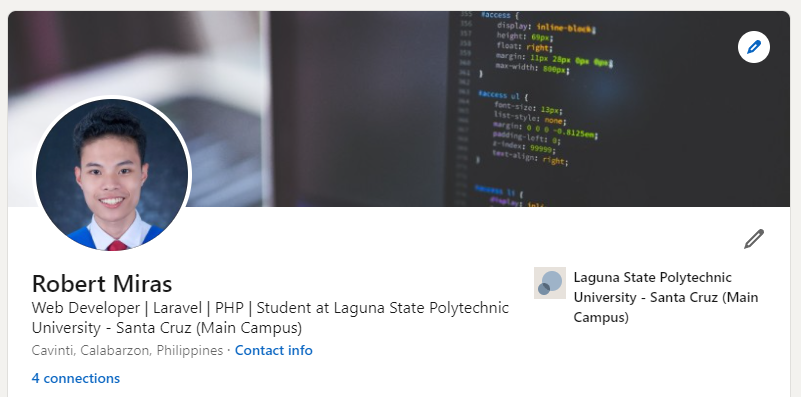 #access {
display: inline-block;
height: 69px;
float: right;
margin: 11px 28px 0px 0px;
max-width: 800px;
}
#access ul {
font-size: 13px;
list-style: none;
margin: 0 0 0 -0.8125em;
padding-left: 0;
z-index: 99999;
text-align: right;
}
#access li {
display:
Robert Miras
Web Developer | Laravel | PHP | Student at Laguna State Polytechnic
University - Santa Cruz (Main Campus)
Cavinti, Calabarzon, Philippines · Contact info
4 connections
Laguna State Polytechnic
University - Santa Cruz (Main
Campus)